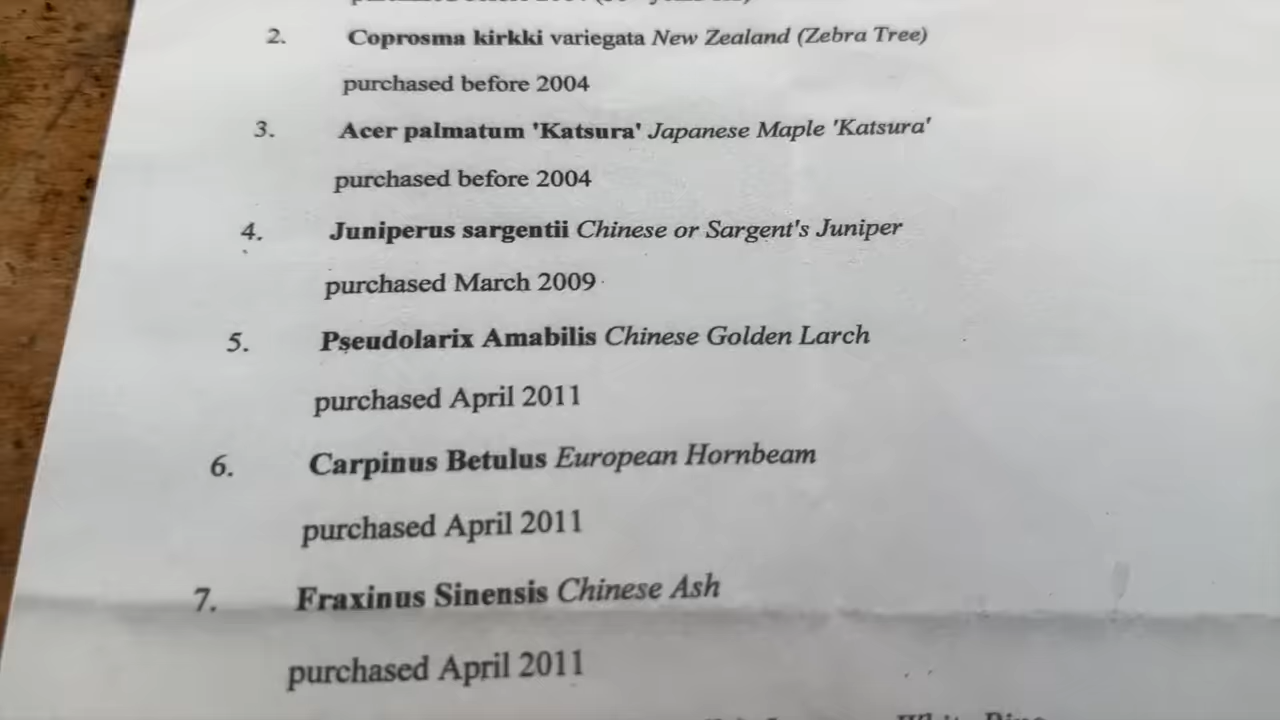 2. Coprosma kirkki variegata New Zealand (Zebra Tree)
purchased before 2004
3. Acer palmatum 'Katsura' Japanese Maple 'Katsura'
purchased before 2004
4. Juniperus sargentii Chinese or Sargent's Juniper
purchased March 2009
5. Pseudolarix Amabilis Chinese Golden Larch
purchased April 2011
6. Carpinus Betulus European Hornbeam
purchased April 2011
7. Fraxinus Sinensis Chinese Ash
purchased April 2011